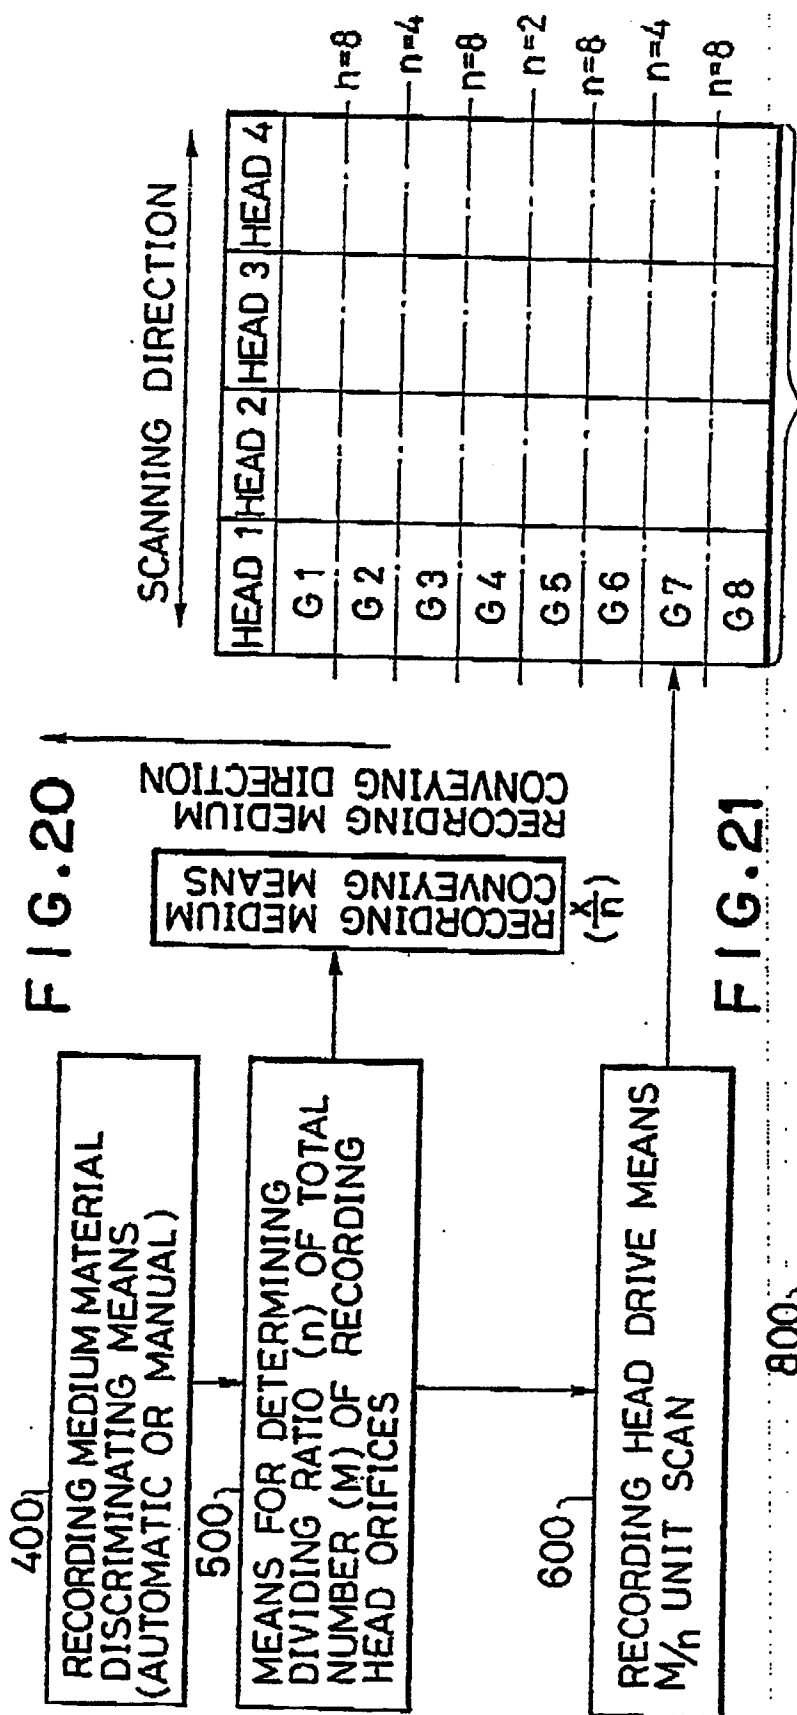 FIG.20
400
RECORDING MEDIUM MATERIAL
DISCRIMINATING MEANS
(AUTOMATIC OR MANUAL)
500
MEANS FOR DETERMINING
DIVIDING RATIO (n) OF TOTAL
NUMBER (M) OF RECORDING
HEAD ORIFICES
RECORDING MEDIUM
CONVEYING MEANS
(X/n)
RECORDING MEDIUM
CONVEYING DIRECTION
600
RECORDING HEAD DRIVE MEANS
M/n UNIT SCAN
SCANNING DIRECTION
HEAD 1 HEAD 2 HEAD 3 HEAD 4
G1
n=8
G2
n=4
G3
n=8
G4
n=2
G5
n=8
G6
n=4
G7
n=8
G8
FIG.21
800